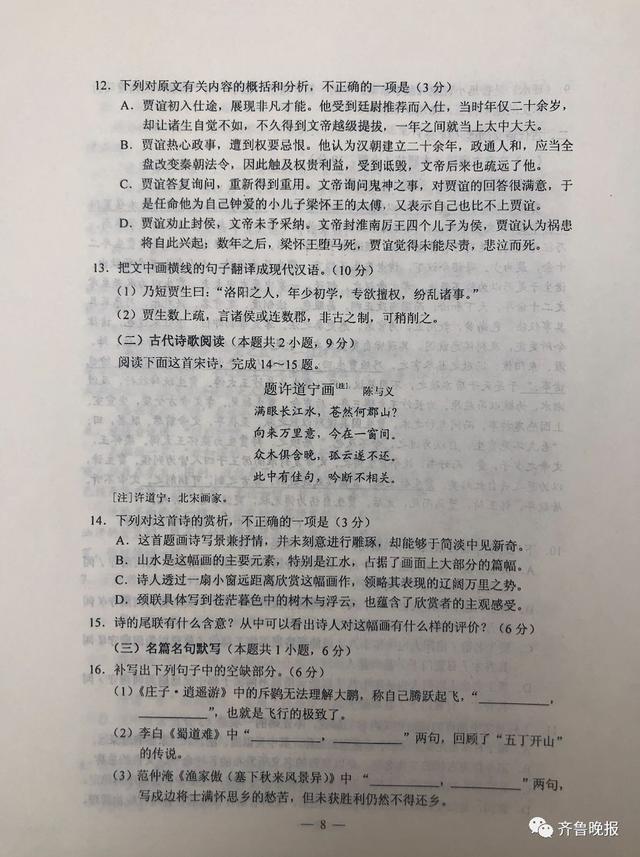 12．下列对原文有关内容的概括和分析，不正确的一项是（3 分）
A．贾谊初入仕途，展现非凡才能。他受到廷尉推荐而入仕，当时年仅二十余岁，
却让诸生自觉不如，不久得到文帝越级提拔，一年之间就当上太中大夫。
B．贾谊热心政事，遭到权要忌恨。他认为汉朝建立二十余年，政通人和，应当全
盘改变秦朝法令，因此触及权贵利益，受到诋毁，文帝后来也疏远了他。
C．贾谊答复询问，重新得到重用。文帝询问鬼神之事，对贾谊的回答很满意，于
是任命他为自己钟爱的小儿子梁怀王的太傅，又表示自己也比不上贾谊。
D．贾谊劝止封侯，文帝未予采纳。文帝封淮南厉王四个儿子为侯，贾谊认为祸患
将自此兴起；数年之后，梁怀王堕马死，贾谊觉得未能尽责，悲泣而死。
13．把文中画横线的句子翻译成现代汉语。（10 分）
（1）乃短贾生曰：“洛阳之人，年少初学，专欲擅权，纷乱诸事。”
（2）贾生数上疏，言诸侯或连数郡，非古之制，可稍削之。
（二）古代诗歌阅读（本题共 2 小题，9 分）
阅读下面这首宋诗，完成 14～15 题。
题许道宁画[注] 陈与义
满眼长江水，苍然何郡山？
向来万里意，今在一窗间。
众木俱含晚，孤云遂不还。
此中有佳句，吟断不相关。
[注]许道宁：北宋画家。
14．下列对这首诗的赏析，不正确的一项是（3 分）
A．这首题画诗写景兼抒情，并未刻意进行雕琢，却能够于简淡中见新奇。
B．山水是这幅画的主要元素，特别是江水，占据了画面上大部分的篇幅。
C．诗人透过一扇小窗远距离欣赏这幅画作，领略其表现的辽阔万里之势。
D．颈联具体写到苍茫暮色中的树木与浮云，也蕴含了欣赏者的主观感受。
15．诗的尾联有什么含意？从中可以看出诗人对这幅画有什么样的评价？（6 分）
（三）名篇名句默写（本题共 1 小题，6 分）
16．补写出下列句子中的空缺部分。（6 分）
（1）《庄子·逍遥游》中的斥鷃无法理解大鹏，称自己腾跃起飞，“__________，
__________”，也就是飞行的极致了。
（2）李白《蜀道难》中“__________，__________”两句，回顾了“五丁开山”
的传说。
（3）范仲淹《渔家傲（塞下秋来风景异）》中“__________，__________”两句，
写戍边将士满怀思乡的愁苦，但未获胜利仍然不得还乡。
— 8 —
齐鲁晚报